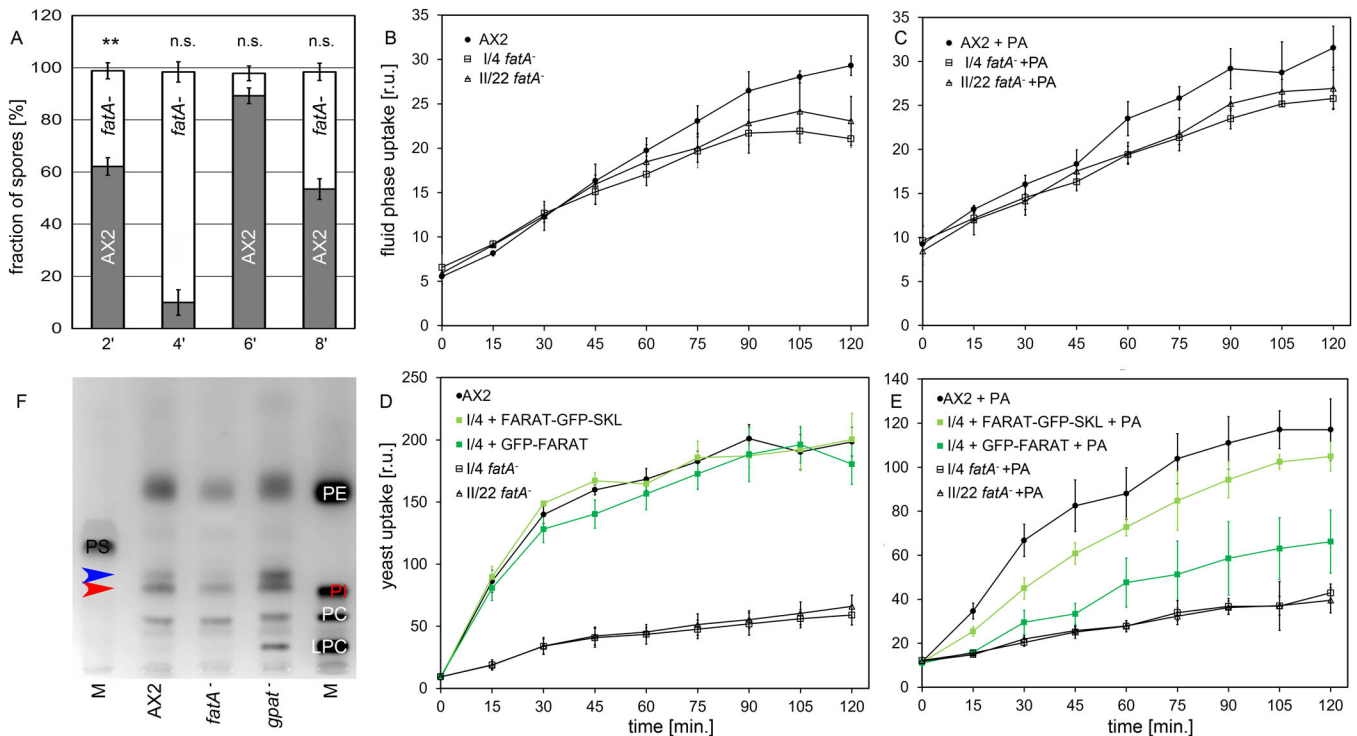 A
120
100
80
60
40
20
0
fraction of spores [%]
** n.s. n.s. n.s.
fatA- fatA- fatA- fatA-
AX2 AX2 AX2
2' 4' 6' 8'
B
35
30
25
20
15
10
5
0
fluid phase uptake [r.u.]
AX2
I/4 fatA-
II/22 fatA-
0 15 30 45 60 75 90 105 120
C
35
30
25
20
15
10
5
0
AX2 + PA
I/4 fatA- +PA
II/22 fatA- +PA
0 15 30 45 60 75 90 105 120
F
PS
PE
PI
PC
LPC
M AX2 fatA- gpat- M
D
250
200
150
100
50
0
yeast uptake [r.u.]
AX2
I/4 + FARAT-GFP-SKL
I/4 + GFP-FARAT
I/4 fatA-
II/22 fatA-
0 15 30 45 60 75 90 105 120
time [min.]
E
140
120
100
80
60
40
20
0
AX2 + PA
I/4 + FARAT-GFP-SKL + PA
I/4 + GFP-FARAT + PA
I/4 fatA- +PA
II/22 fatA- +PA
0 15 30 45 60 75 90 105 120
time [min.]